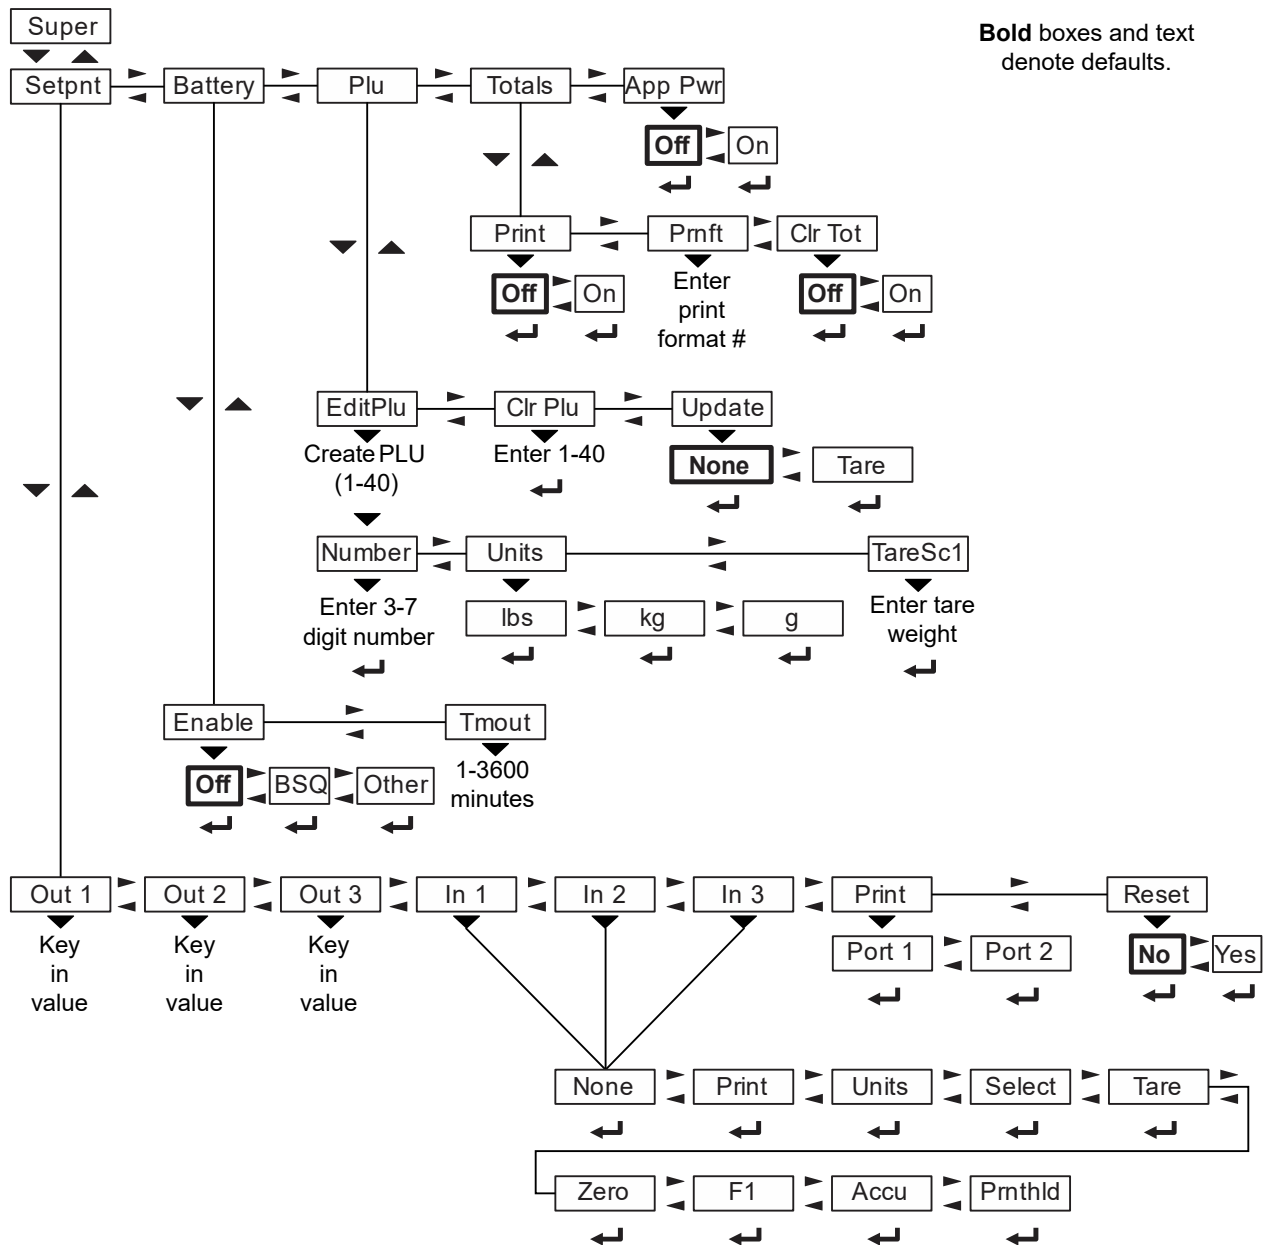 Super
Bold boxes and text
denote defaults.
Setpnt Battery Plu Totals App Pwr
Off On
Print Prnft Clr Tot
Off On
Enter
print
format #
Off On
EditPlu Clr Plu Update
Create PLU
(1-40)
Enter 1-40
None Tare
Number Units TareSc1
Enter 3-7
digit number
lbs kg g
Enter tare
weight
Enable Tmout
Off BSQ Other
1-3600
minutes
Out 1 Out 2 Out 3 In 1 In 2 In 3 Print Reset
Key
in
value
Key
in
value
Key
in
value
Port 1 Port 2
No Yes
None Print Units Select Tare
Zero F1 Accu Prnthld